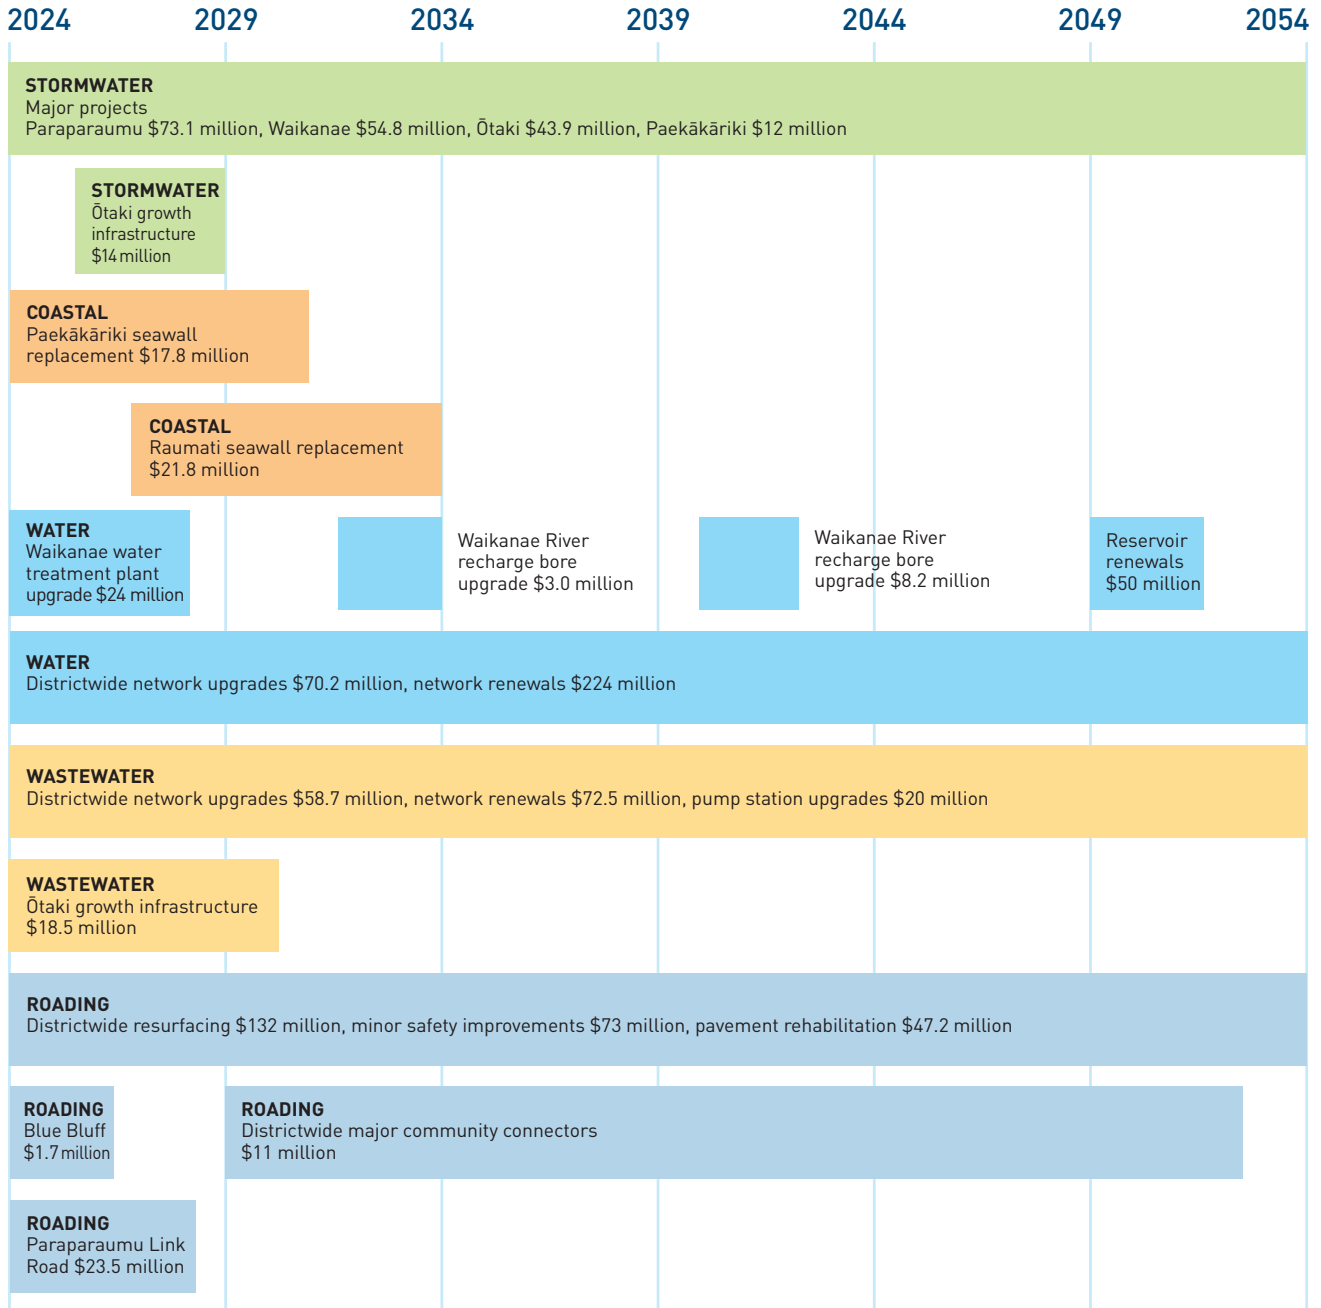 2024 2029 2034 2039 2044 2049 2054
STORMWATER
Major projects
Paraparaumu $73.1 million, Waikanae $54.8 million, Ōtaki $43.9 million, Paekākāriki $12 million
STORMWATER
Ōtaki growth
infrastructure
$14 million
COASTAL
Paekākāriki seawall
replacement $17.8 million
COASTAL
Raumati seawall replacement
$21.8 million
WATER
Waikanae water
treatment plant
upgrade $24 million
Waikanae River
recharge bore
upgrade $3.0 million
Waikanae River
recharge bore
upgrade $8.2 million
Reservoir
renewals
$50 million
WATER
Districtwide network upgrades $70.2 million, network renewals $224 million
WASTEWATER
Districtwide network upgrades $58.7 million, network renewals $72.5 million, pump station upgrades $20 million
WASTEWATER
Ōtaki growth infrastructure
$18.5 million
ROADING
Districtwide resurfacing $132 million, minor safety improvements $73 million, pavement rehabilitation $47.2 million
ROADING
Blue Bluff
$1.7 million
ROADING
Districtwide major community connectors
$11 million
ROADING
Paraparaumu Link
Road $23.5 million